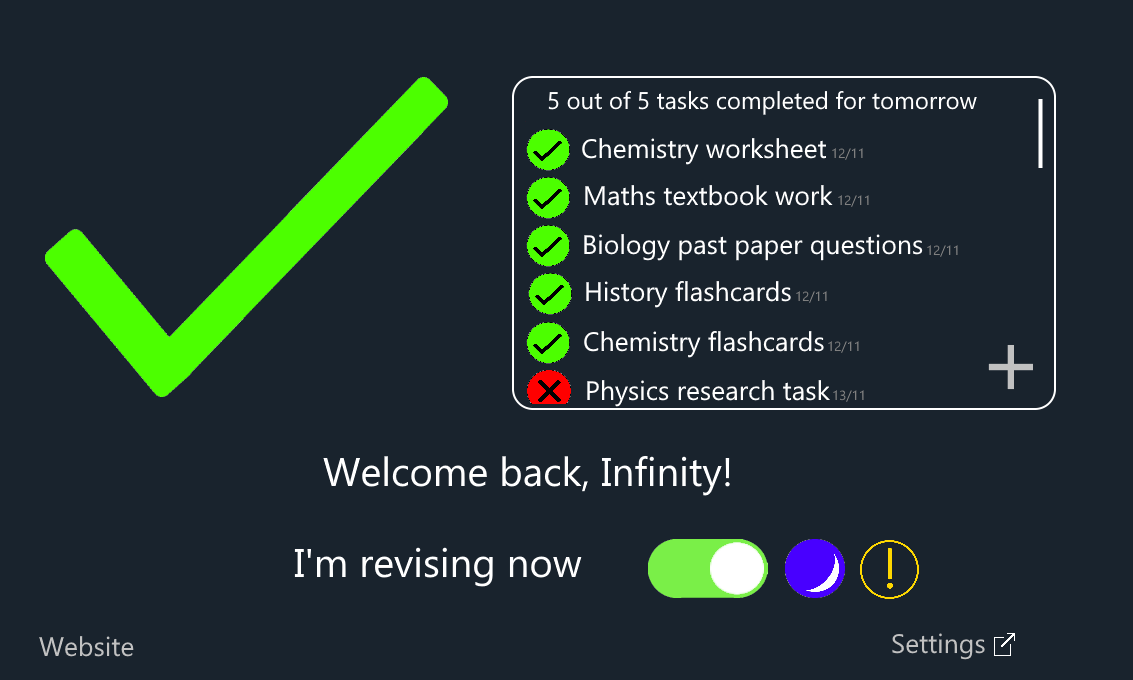 5 out of 5 tasks completed for tomorrow
Chemistry worksheet 12/11
Maths textbook work 12/11
Biology past paper questions 12/11
History flashcards 12/11
Chemistry flashcards 12/11
Physics research task 13/11
Welcome back, Infinity!
I'm revising now
Website
Settings